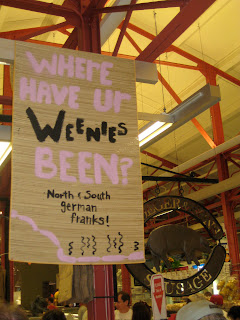 WHERE
HAVE UR
WEENIES
BEEN?
North & South
german
franks!
SAUSAGE